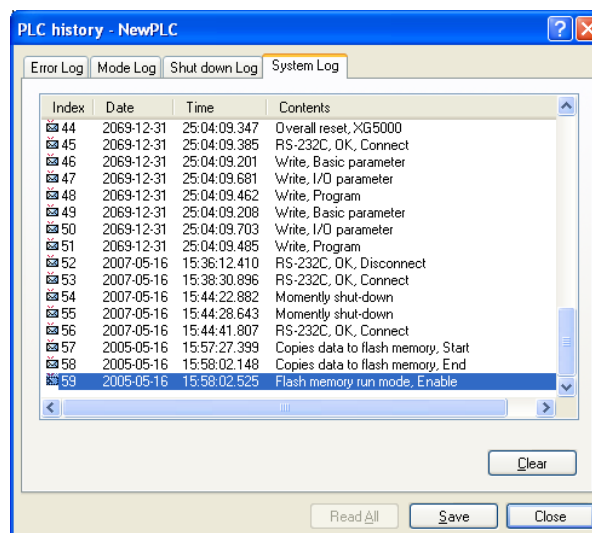 PLC history - NewPLC
Error Log Mode Log Shut down Log System Log
Index Date Time Contents
44 2069-12-31 25:04:09.347 Overall reset, XG5000
45 2069-12-31 25:04:09.385 RS-232C, OK, Connect
46 2069-12-31 25:04:09.201 Write, Basic parameter
47 2069-12-31 25:04:09.681 Write, I/O parameter
48 2069-12-31 25:04:09.462 Write, Program
49 2069-12-31 25:04:09.208 Write, Basic parameter
50 2069-12-31 25:04:09.703 Write, I/O parameter
51 2069-12-31 25:04:09.485 Write, Program
52 2007-05-16 15:36:12.410 RS-232C, OK, Disconnect
53 2007-05-16 15:38:30.896 RS-232C, OK, Connect
54 2007-05-16 15:44:22.882 Momently shut-down
55 2007-05-16 15:44:28.643 Momently shut-down
56 2007-05-16 15:44:41.807 RS-232C, OK, Connect
57 2005-05-16 15:57:27.399 Copies data to flash memory, Start
58 2005-05-16 15:58:02.148 Copies data to flash memory, End
59 2005-05-16 15:58:02.525 Flash memory run mode, Enable
Clear
Read All Save Close